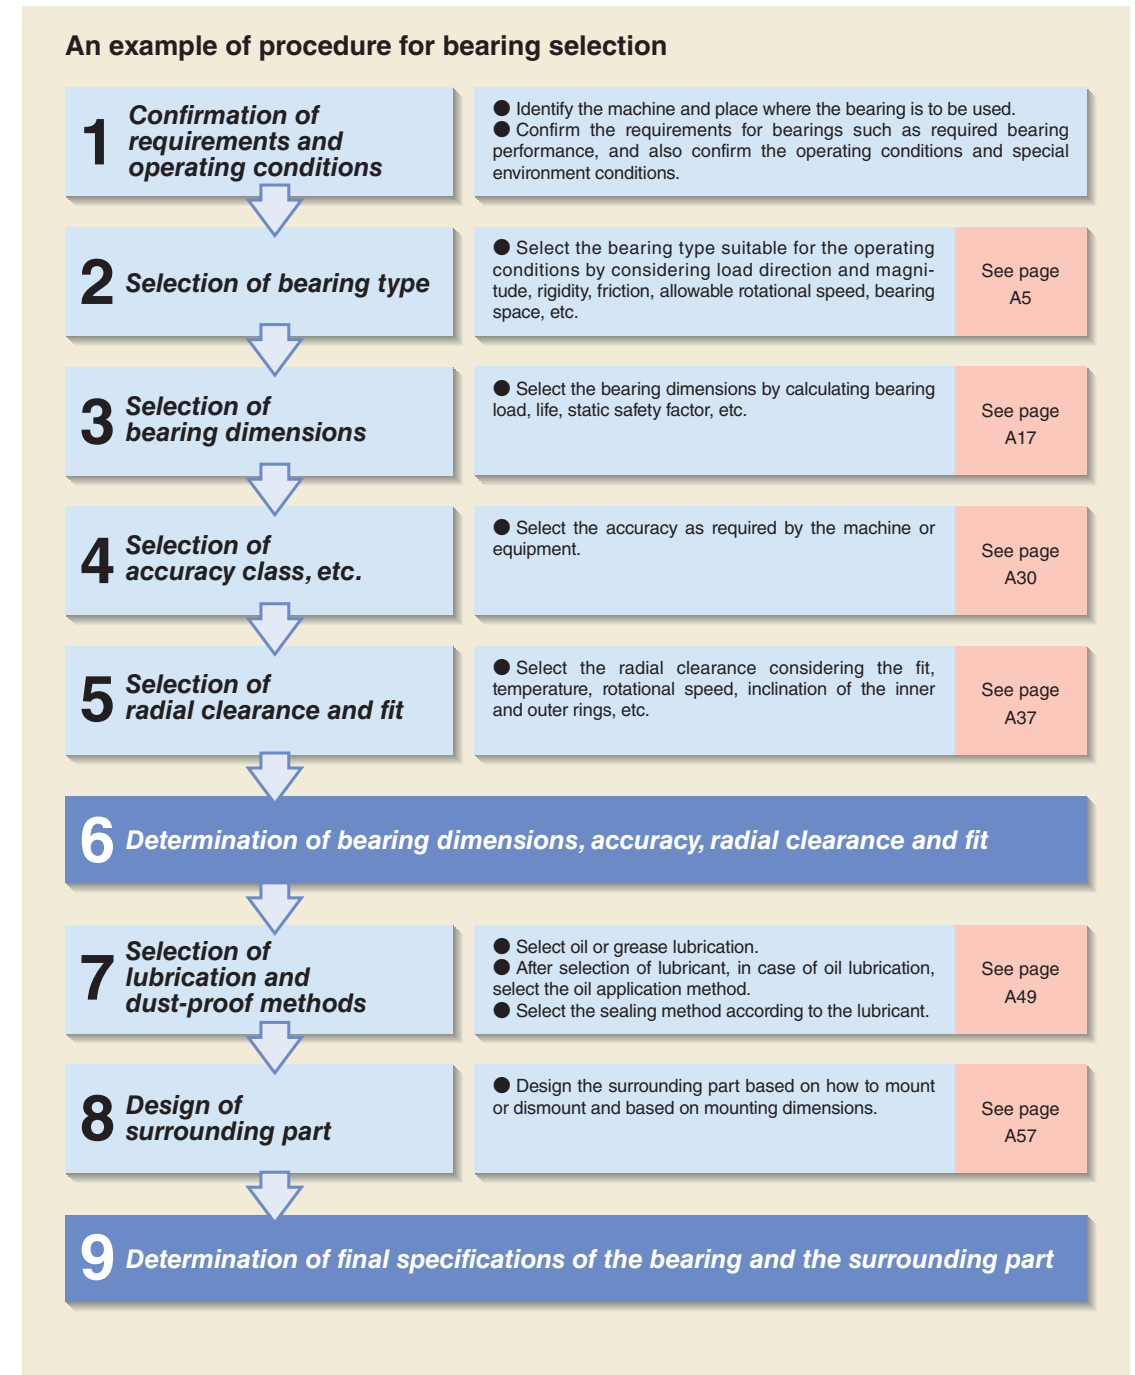 An example of procedure for bearing selection
1
Confirmation of
requirements and
operating conditions
● Identify the machine and place where the bearing is to be used.
● Confirm the requirements for bearings such as required bearing
performance, and also confirm the operating conditions and special
environment conditions.
2
Selection of bearing type
● Select the bearing type suitable for the operating
conditions by considering load direction and magni-
tude, rigidity, friction, allowable rotational speed, bearing
space, etc.
See page
A5
3
Selection of
bearing dimensions
● Select the bearing dimensions by calculating bearing
load, life, static safety factor, etc.
See page
A17
4
Selection of
accuracy class, etc.
● Select the accuracy as required by the machine or
equipment.
See page
A30
5
Selection of
radial clearance and fit
● Select the radial clearance considering the fit,
temperature, rotational speed, inclination of the inner
and outer rings, etc.
See page
A37
6
Determination of bearing dimensions, accuracy, radial clearance and fit
7
Selection of
lubrication and
dust-proof methods
● Select oil or grease lubrication.
● After selection of lubricant, in case of oil lubrication,
select the oil application method.
● Select the sealing method according to the lubricant.
See page
A49
8
Design of
surrounding part
● Design the surrounding part based on how to mount
or dismount and based on mounting dimensions.
See page
A57
9
Determination of final specifications of the bearing and the surrounding part